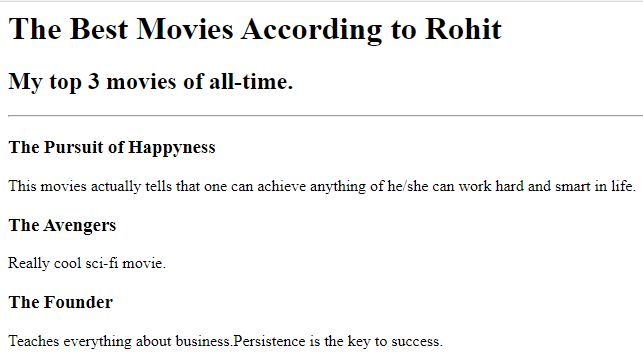 The Best Movies According to Rohit
My top 3 movies of all-time.
The Pursuit of Happyness
This movies actually tells that one can achieve anything of he/she can work hard and smart in life.
The Avengers
Really cool sci-fi movie.
The Founder
Teaches everything about business.Persistence is the key to success.